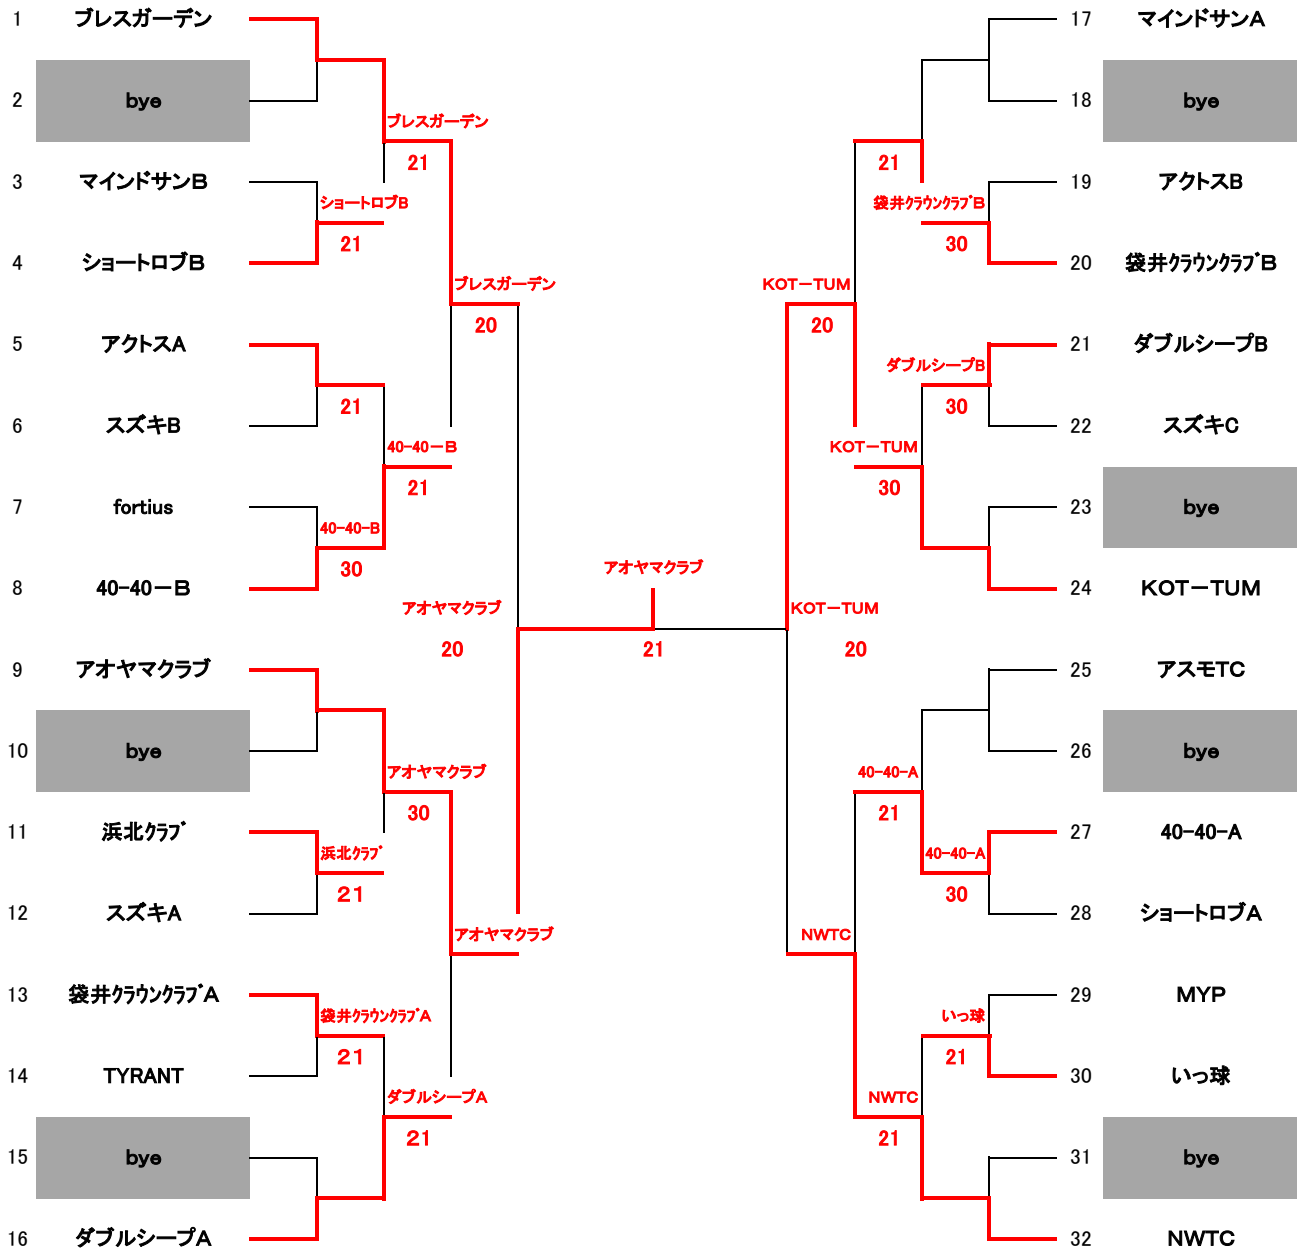 1 ブレスガーデン
2 bye
ブレスガーデン
21
3 マインドサンB
ショートロブB
21
4 ショートロブB
ブレスガーデン
20
5 アクトスA
21
6 スズキB
40-40－B
21
7 fortius
40-40-B
30
8 40-40－B
アオヤマクラブ
20
9 アオヤマクラブ
10 bye
アオヤマクラブ
30
11 浜北ｸﾗﾌﾞ
浜北ｸﾗﾌﾞ
21
12 スズキA
アオヤマクラブ
13 袋井ｸﾗｳﾝｸﾗﾌﾞA
袋井ｸﾗｳﾝｸﾗﾌﾞA
21
14 TYRANT
ダブルシープA
21
15 bye
16 ダブルシープA
アオヤマクラブ
21
17 マインドサンA
18 bye
21
19 アクトスB
袋井ｸﾗｳﾝｸﾗﾌﾞB
30
20 袋井ｸﾗｳﾝｸﾗﾌﾞB
KOT－TUM
20
21 ダブルシープB
ダブルシープB
30
22 スズキC
KOT－TUM
30
23 bye
24 KOT－TUM
KOT－TUM
20
25 アスモTC
26 bye
40-40-A
21
27 40-40-A
40-40-A
30
28 ショートロブA
NWTC
29 MYP
いっ球
21
30 いっ球
NWTC
21
31 bye
32 NWTC